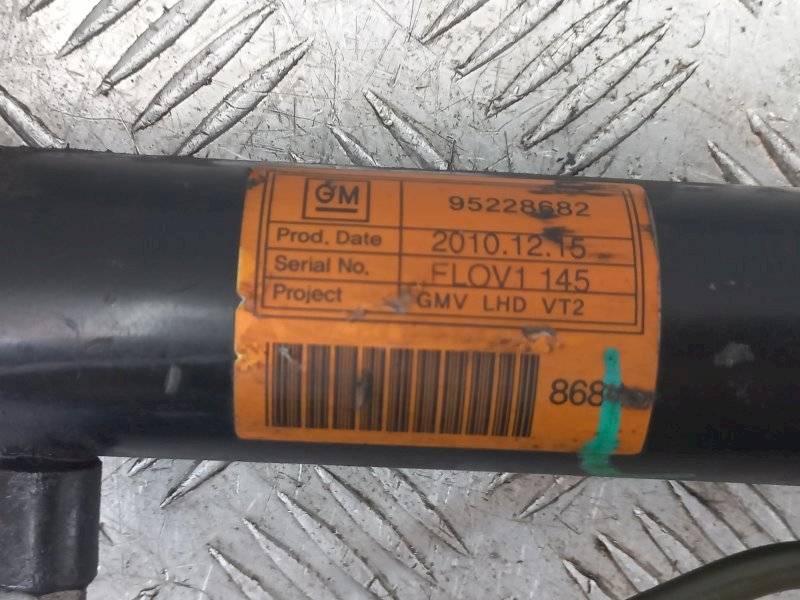 GM 95228682
Prod. Date 2010.12.15
Serial No. FLOV1 145
Project GMV LHD VT2
868